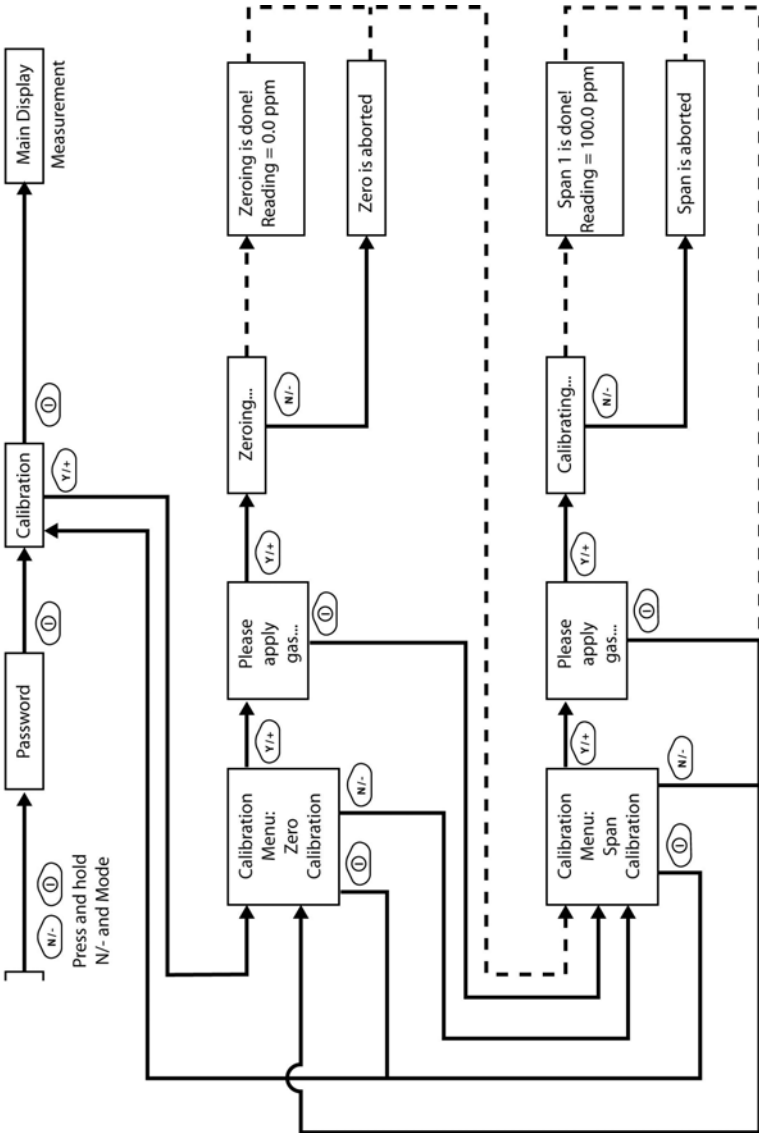 N/-
Press and hold
N/- and Mode
Password
Calibration
Y/+
Main Display
Measurement
Calibration
Menu:
Zero
Calibration
N/-
Y/+
Please
apply
gas...
Y/+
Zeroing...
N/-
Zeroing is done!
Reading = 0.0 ppm
Zero is aborted
Calibration
Menu:
Span
Calibration
N/-
Y/+
Please
apply
gas...
Y/+
Calibrating...
N/-
Span 1 is done!
Reading = 100.0 ppm
Span is aborted